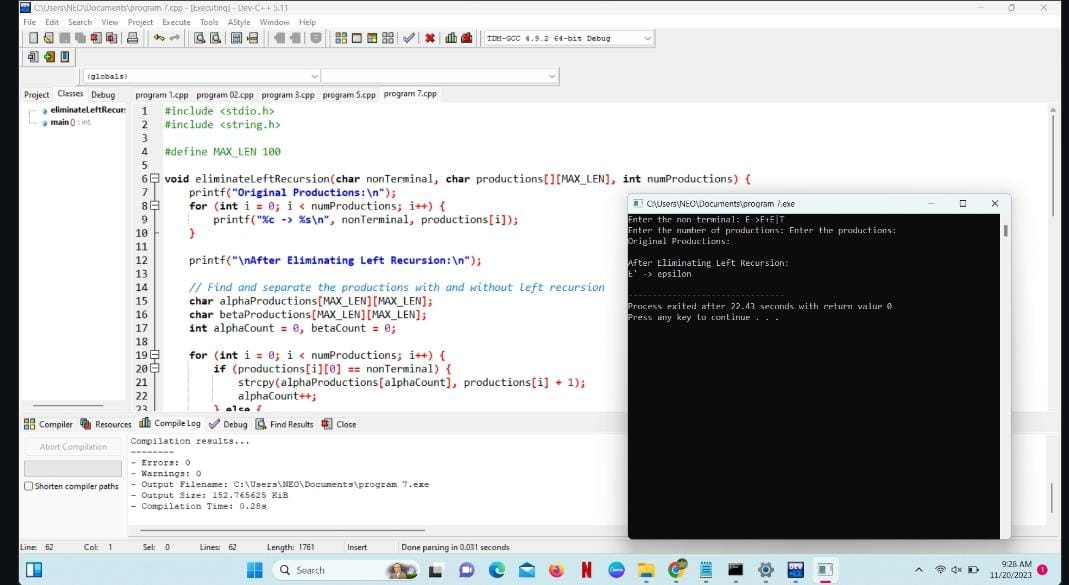 C:\Users\NEO\Documents\program 7.cpp - [Executing] - Dev-C++ 5.11
File Edit Search View Project Execute Tools AStyle Window Help
TDM-GCC 4.9.2 64-bit Debug
(globals)
Project Classes Debug
program 1.cpp program 02.cpp program 3.cpp program 5.cpp program 7.cpp
eliminateLeftRecur:
main () : int
1 #include <stdio.h>
2 #include <string.h>
3
4 #define MAX_LEN 100
5
6 void eliminateLeftRecursion(char nonTerminal, char productions[][MAX_LEN], int numProductions) {
7 printf("Original Productions:\n");
8 for (int i = 0; i < numProductions; i++) {
9 printf("%c -> %s\n", nonTerminal, productions[i]);
10 }
11
12 printf("\nAfter Eliminating Left Recursion:\n");
13
14 // Find and separate the productions with and without left recursion
15 char alphaProductions[MAX_LEN][MAX_LEN];
16 char betaProductions[MAX_LEN][MAX_LEN];
17 int alphaCount = 0, betaCount = 0;
18
19 for (int i = 0; i < numProductions; i++) {
20 if (productions[i][0] == nonTerminal) {
21 strcpy(alphaProductions[alphaCount], productions[i] + 1);
22 alphaCount++;
23 } else {
C:\Users\NEO\Documents\program 7.exe
Enter the non-terminal: E->E+E|T
Enter the number of productions: Enter the productions:
Original Productions:
After Eliminating Left Recursion:
E' -> epsilon
--------------------------------
Process exited after 22.43 seconds with return value 0
Press any key to continue . . .
Compiler Resources Compile Log Debug Find Results Close
Abort Compilation
Shorten compiler paths
Compilation results...
--------
- Errors: 0
- Warnings: 0
- Output Filename: C:\Users\NEO\Documents\program 7.exe
- Output Size: 152.765625 KiB
- Compilation Time: 0.28s
Line: 62 Col: 1 Sel: 0 Lines: 62 Length: 1761 Insert Done parsing in 0.031 seconds
Search
N
Canva
DEV
9:28 AM
11/20/2023
1